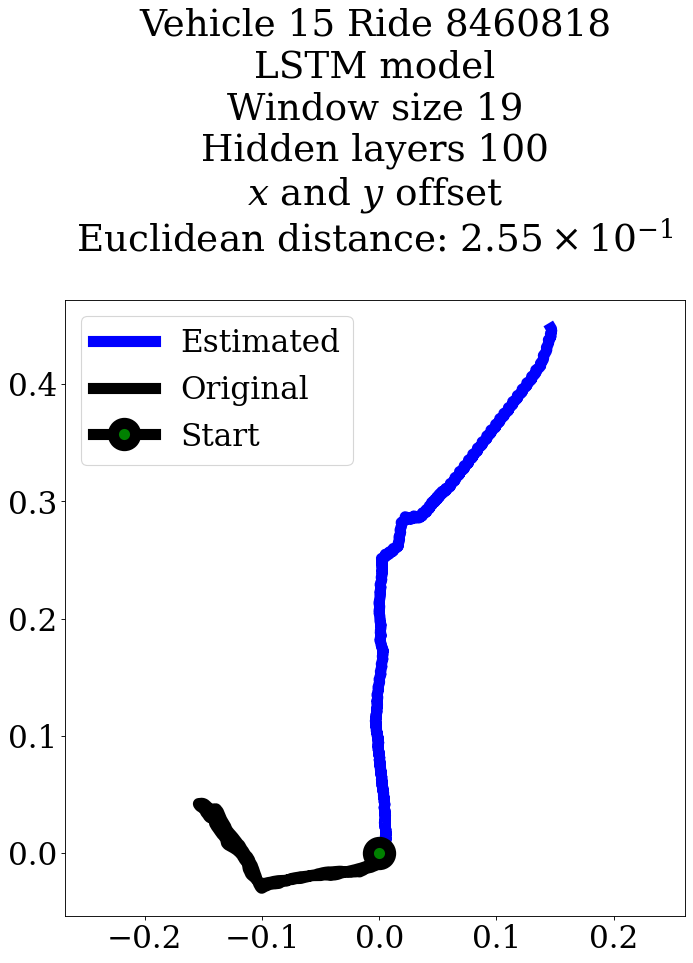 Vehicle 15 Ride 8460818
LSTM model
Window size 19
Hidden layers 100
x and y offset
Euclidean distance: 2.55 × 10⁻¹
Estimated
Original
Start
0.4
0.3
0.2
0.1
0.0
−0.2 −0.1 0.0 0.1 0.2